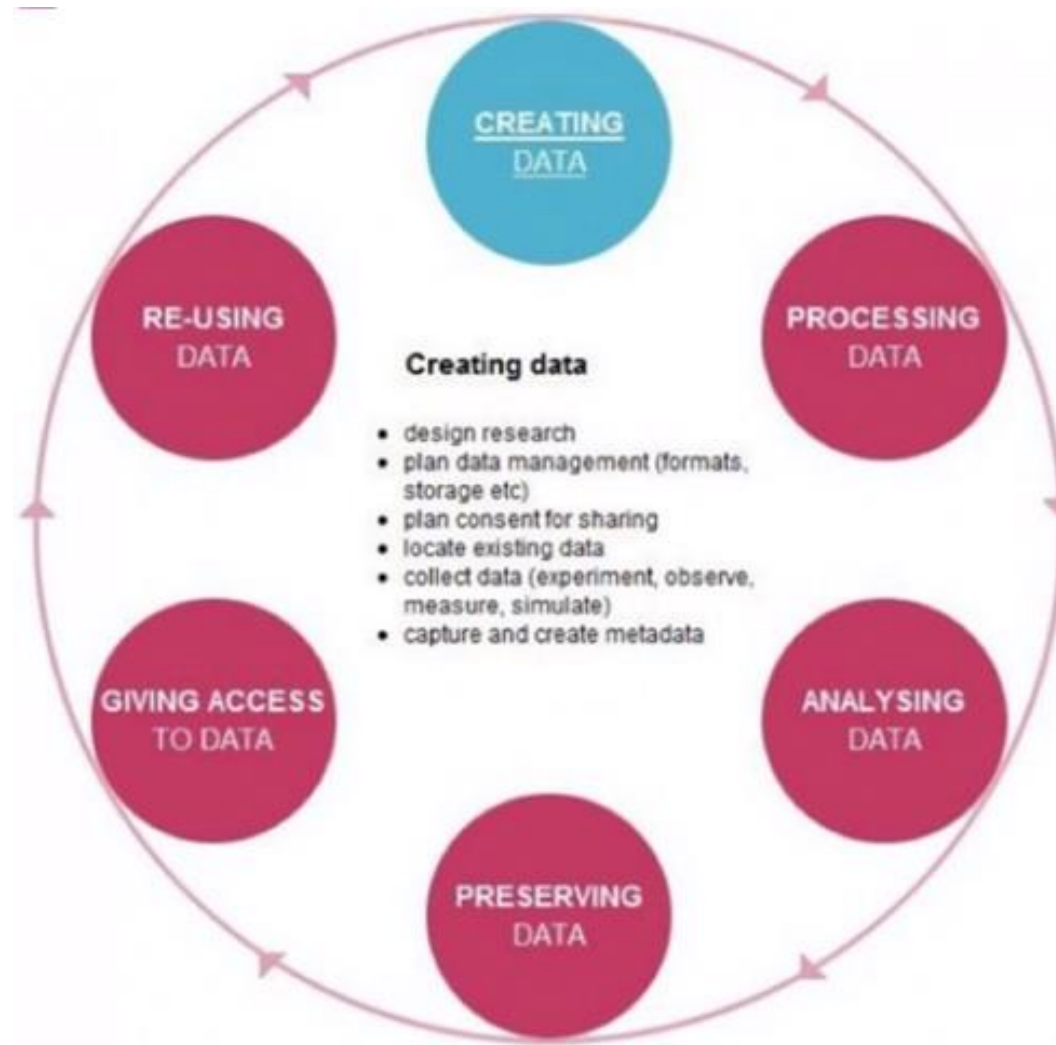 CREATING
DATA
PROCESSING
DATA
ANALYSING
DATA
PRESERVING
DATA
GIVING ACCESS
TO DATA
RE-USING
DATA
Creating data
• design research
• plan data management (formats,
storage etc)
• plan consent for sharing
• locate existing data
• collect data (experiment, observe,
measure, simulate)
• capture and create metadata